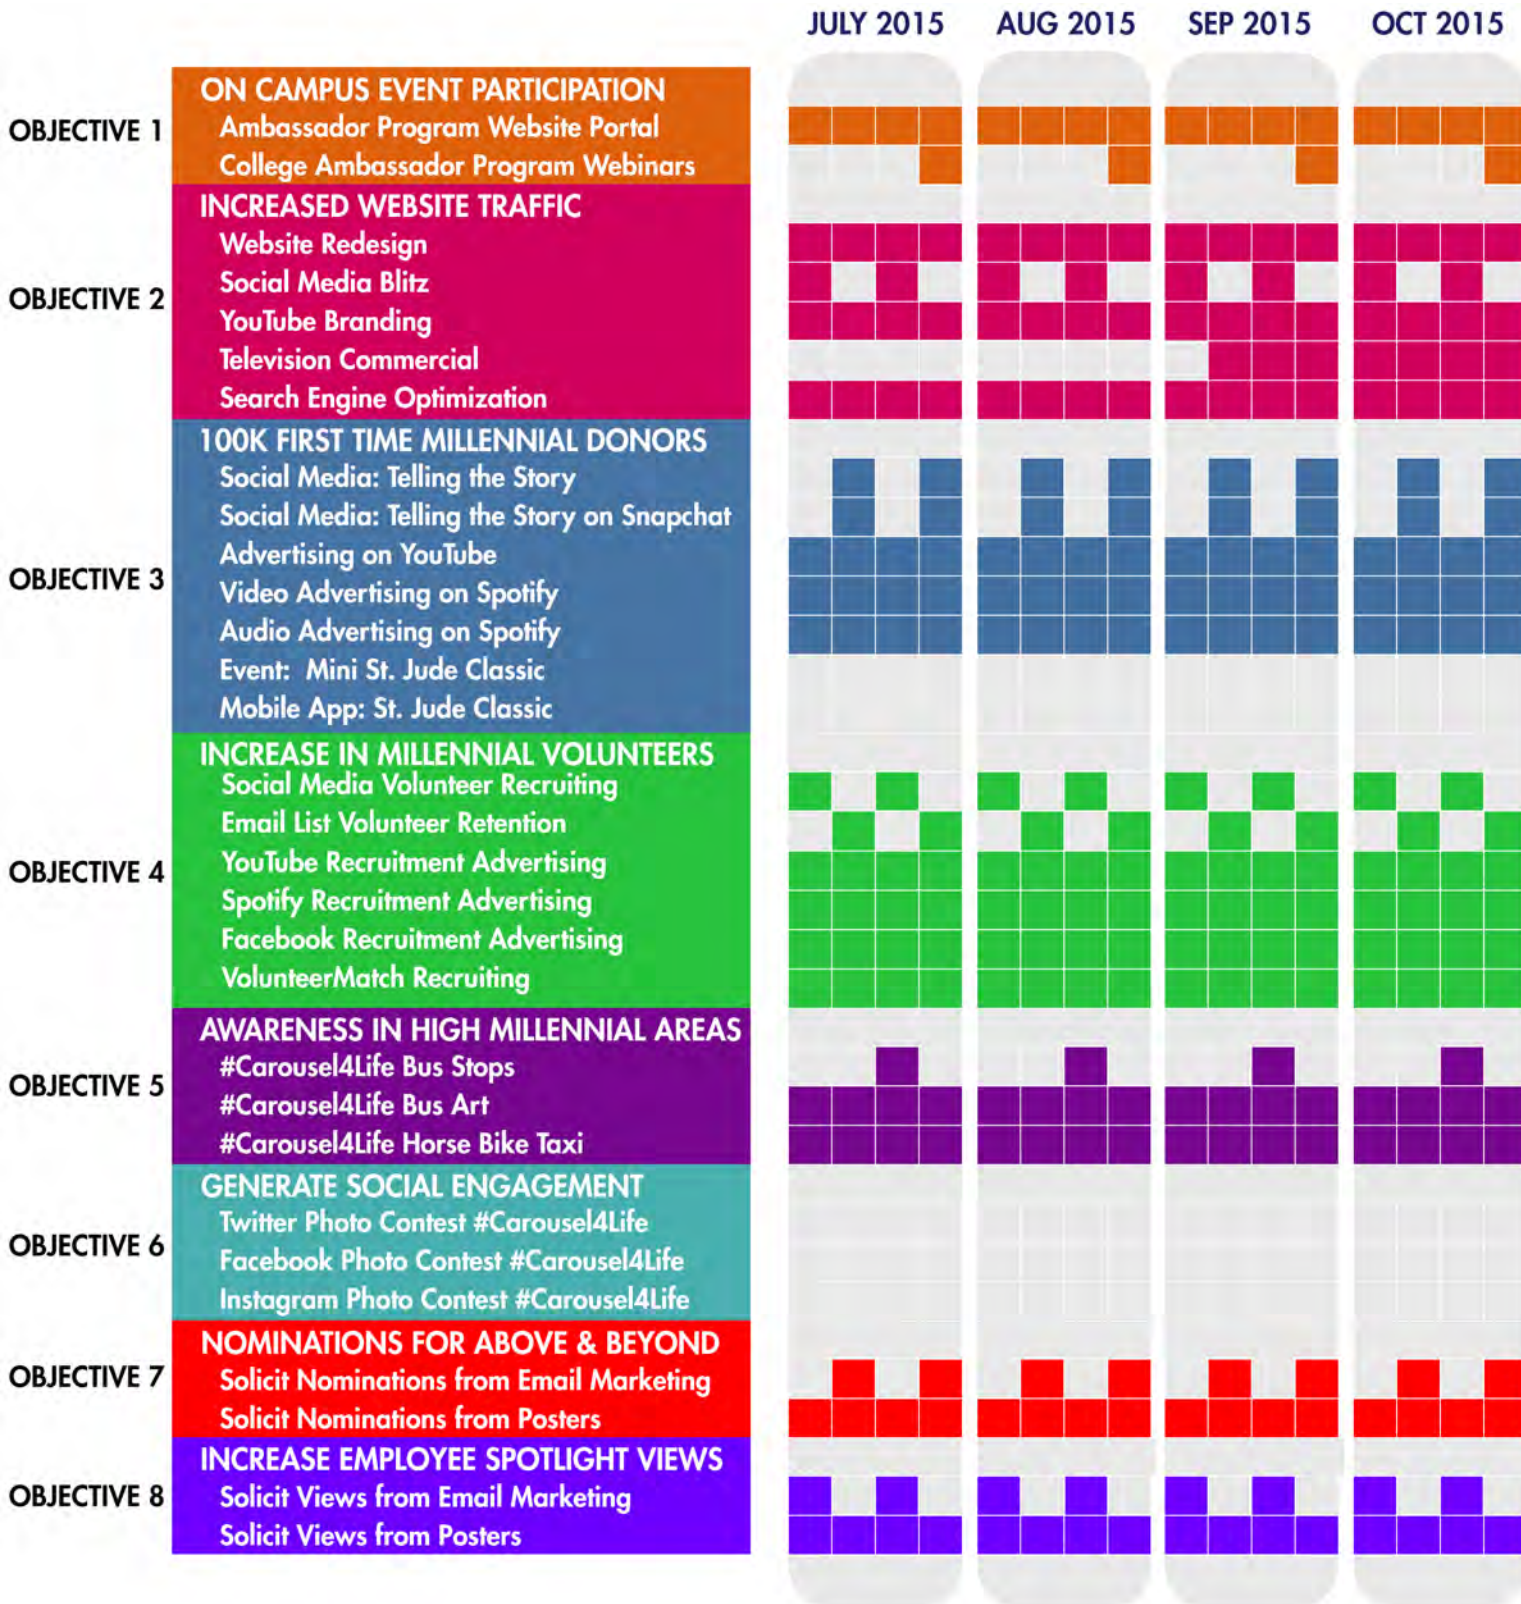 JULY 2015 AUG 2015 SEP 2015 OCT 2015
OBJECTIVE 1
ON CAMPUS EVENT PARTICIPATION
Ambassador Program Website Portal
College Ambassador Program Webinars
OBJECTIVE 2
INCREASED WEBSITE TRAFFIC
Website Redesign
Social Media Blitz
YouTube Branding
Television Commercial
Search Engine Optimization
OBJECTIVE 3
100K FIRST TIME MILLENNIAL DONORS
Social Media: Telling the Story
Social Media: Telling the Story on Snapchat
Advertising on YouTube
Video Advertising on Spotify
Audio Advertising on Spotify
Event: Mini St. Jude Classic
Mobile App: St. Jude Classic
OBJECTIVE 4
INCREASE IN MILLENNIAL VOLUNTEERS
Social Media Volunteer Recruiting
Email List Volunteer Retention
YouTube Recruitment Advertising
Spotify Recruitment Advertising
Facebook Recruitment Advertising
VolunteerMatch Recruiting
OBJECTIVE 5
AWARENESS IN HIGH MILLENNIAL AREAS
#Carousel4Life Bus Stops
#Carousel4Life Bus Art
#Carousel4Life Horse Bike Taxi
OBJECTIVE 6
GENERATE SOCIAL ENGAGEMENT
Twitter Photo Contest #Carousel4Life
Facebook Photo Contest #Carousel4Life
Instagram Photo Contest #Carousel4Life
OBJECTIVE 7
NOMINATIONS FOR ABOVE & BEYOND
Solicit Nominations from Email Marketing
Solicit Nominations from Posters
OBJECTIVE 8
INCREASE EMPLOYEE SPOTLIGHT VIEWS
Solicit Views from Email Marketing
Solicit Views from Posters